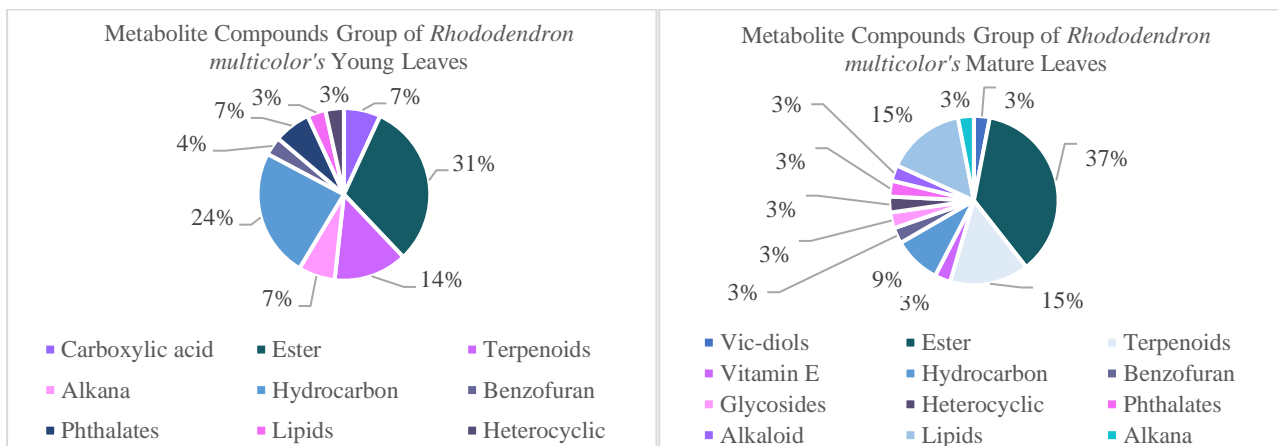 Metabolite Compounds Group of Rhododendron
multicolor's Young Leaves
3%
3%
7%
7%
4%
31%
24%
7%
14%
Carboxylic acid Ester Terpenoids
Alkana Hydrocarbon Benzofuran
Phthalates Lipids Heterocyclic
Metabolite Compounds Group of Rhododendron
multicolor's Mature Leaves
3%
15%
3%
3%
3%
37%
3%
3%
3%
9%
3%
15%
Vic-diols Ester Terpenoids
Vitamin E Hydrocarbon Benzofuran
Glycosides Heterocyclic Phthalates
Alkaloid Lipids Alkana